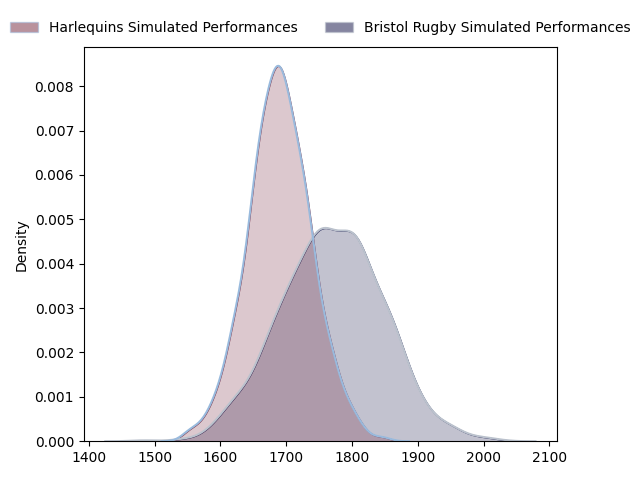 Harlequins Simulated Performances
Bristol Rugby Simulated Performances
Density
0.008
0.007
0.006
0.005
0.004
0.003
0.002
0.001
0.000
1400 1500 1600 1700 1800 1900 2000 2100